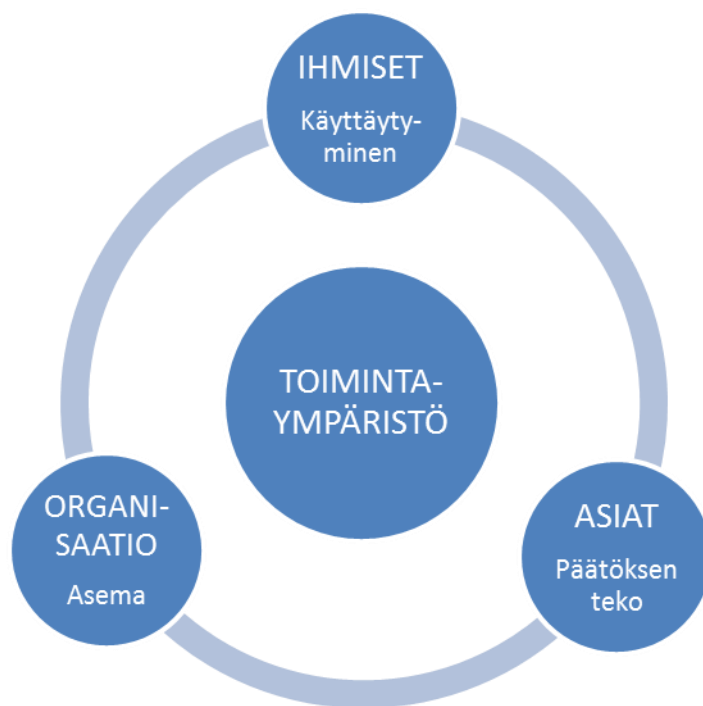 IHMISET
Käyttäyty-
minen
TOIMINTA-
YMPÄRISTÖ
ORGANI-
SAATIO
Asema
ASIAT
Päätöksen
teko